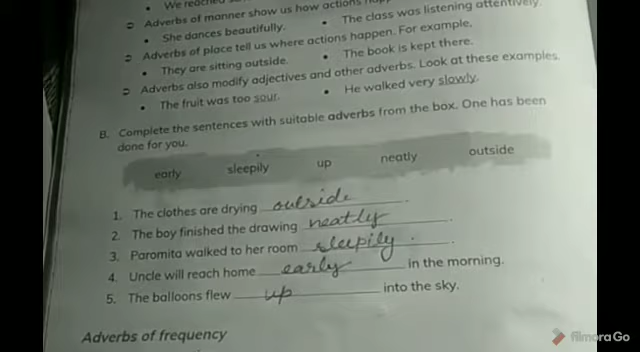 • We reached
Adverbs of manner show us how actions
• She dances beautifully. • The class was listening attentively.
Adverbs of place tell us where actions happen. For example,
• They are sitting outside. • The book is kept there.
Adverbs also modify adjectives and other adverbs. Look at these examples.
• The fruit was too sour. • He walked very slowly.
B. Complete the sentences with suitable adverbs from the box. One has been
done for you.
early sleepily up neatly outside
1. The clothes are drying outside.
2. The boy finished the drawing neatly.
3. Paromita walked to her room sleepily.
4. Uncle will reach home early in the morning.
5. The balloons flew up into the sky.
Adverbs of frequency
filmora Go